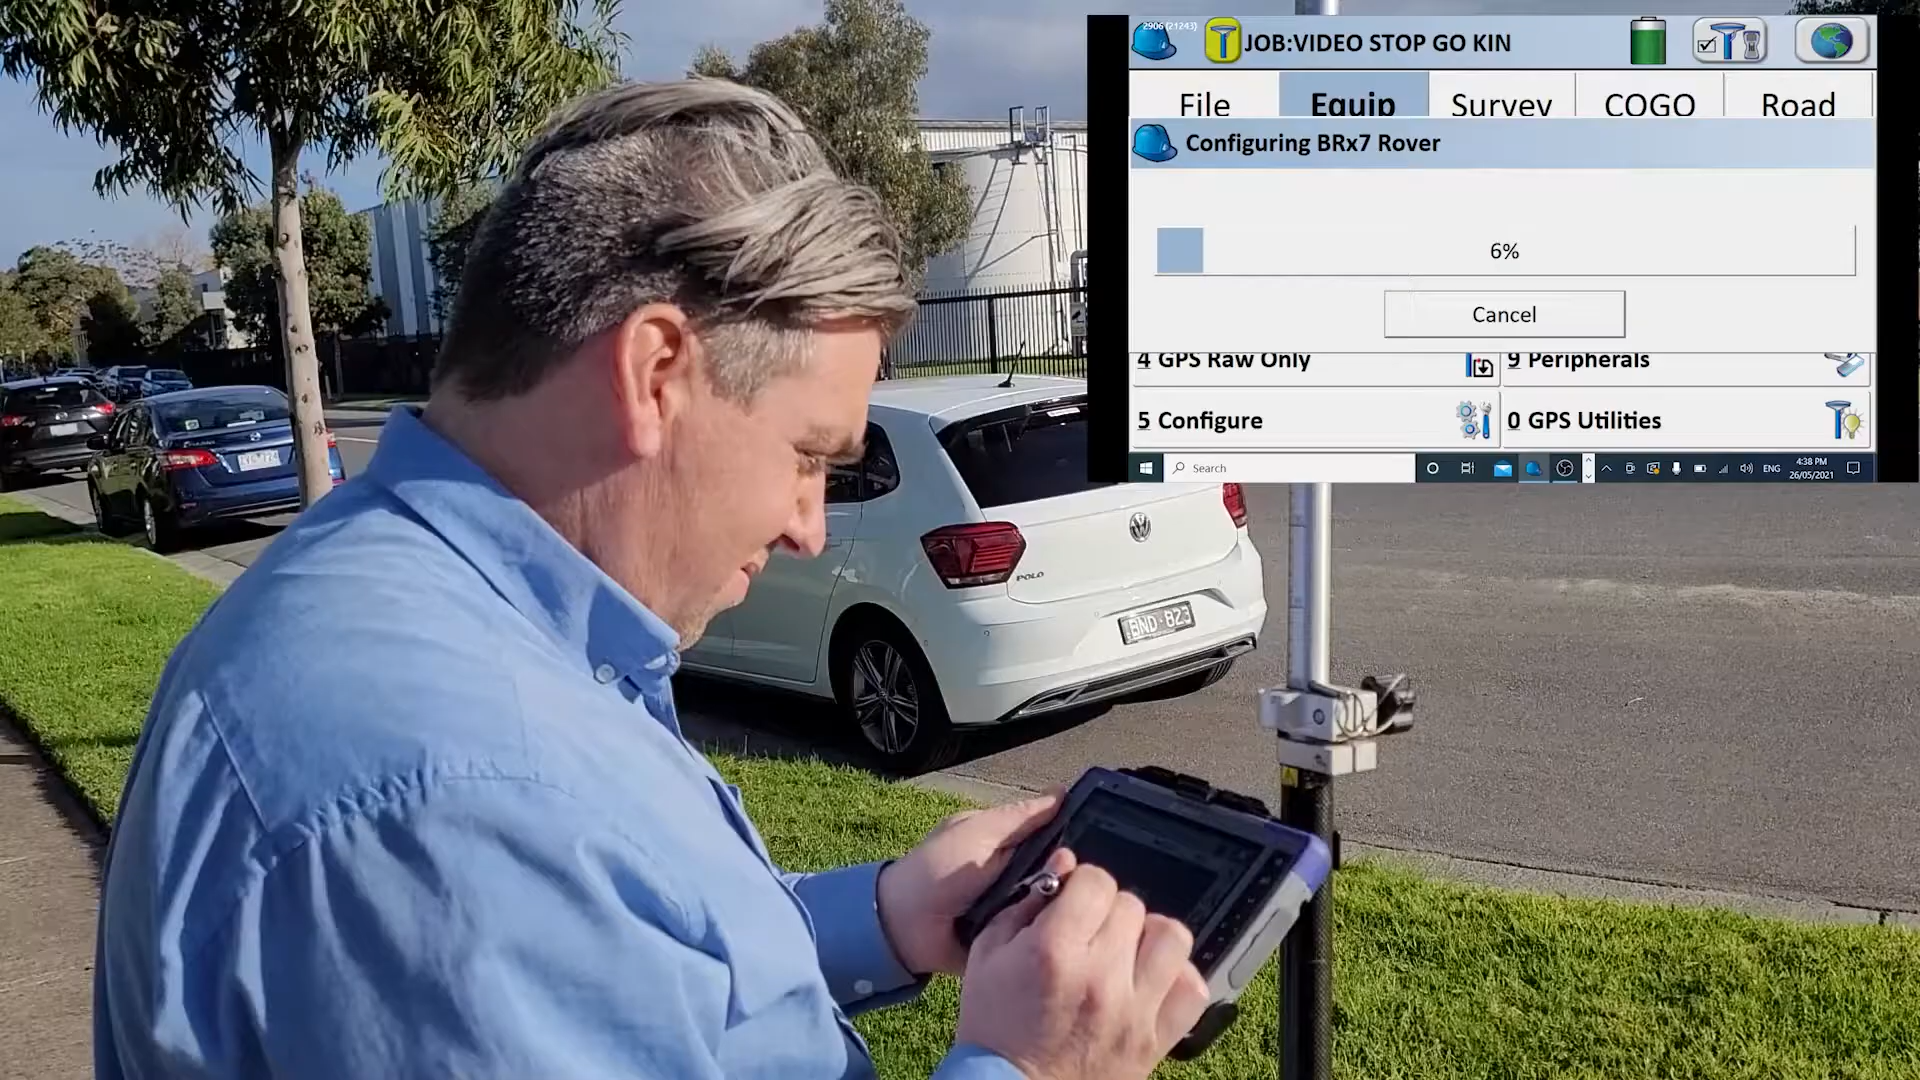 2906 (21243)
JOB:VIDEO STOP GO KIN
File Equip Survey COGO Road
Configuring BRx7 Rover
6%
Cancel
4 GPS Raw Only 9 Peripherals
5 Configure 0 GPS Utilities
Search
ENG
4:38 PM
26/05/2021
POLO
BND·823